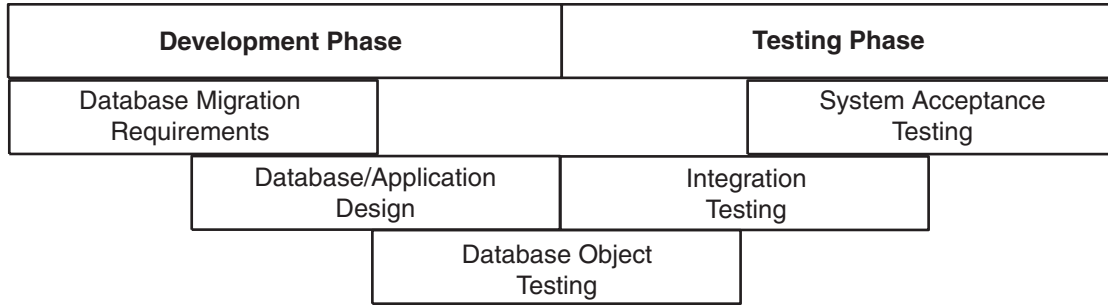 Development Phase
Testing Phase
Database Migration
Requirements
System Acceptance
Testing
Database/Application
Design
Integration
Testing
Database Object
Testing